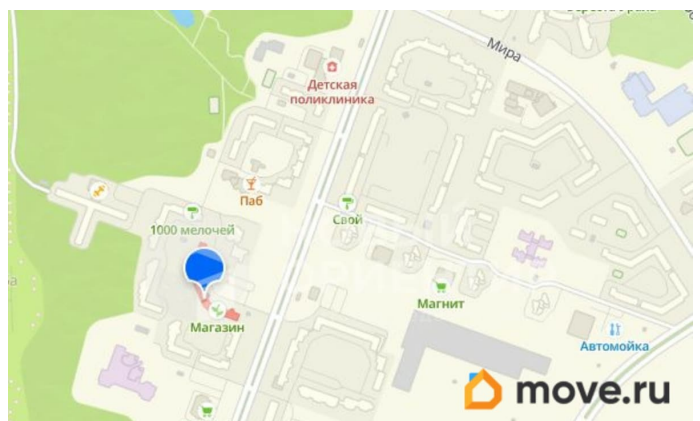 Мира
Детская
поликлиника
Паб
Свой
1000 мелочей
Магнит
Магазин
Автомойка
move.ru